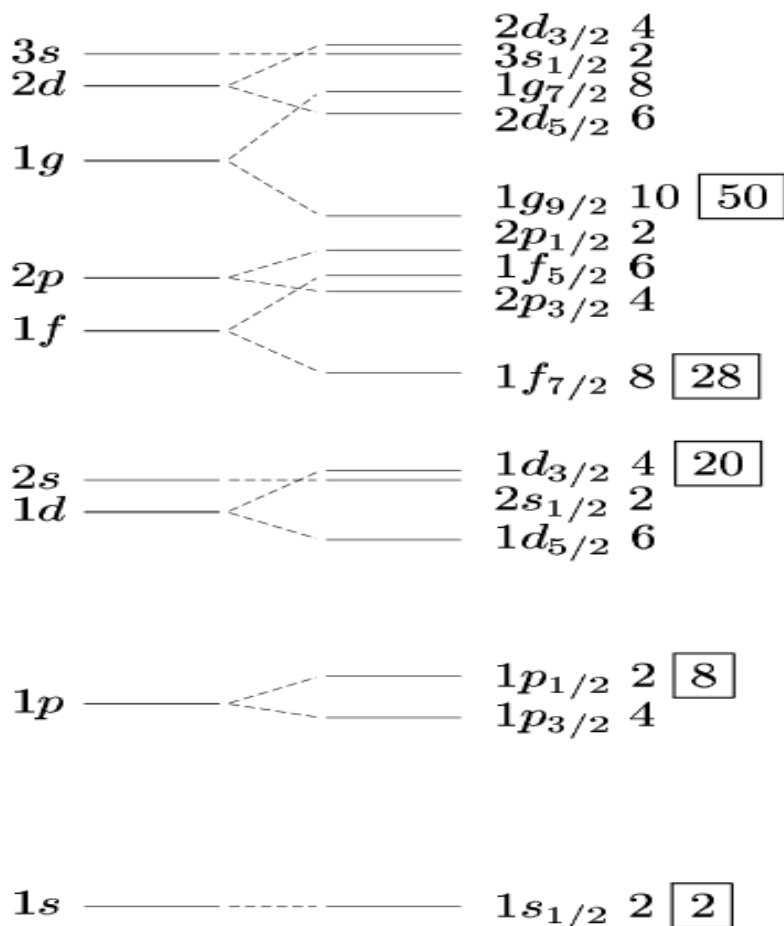 3s
2d
1g
2p
1f
2s
1d
1p
1s
2d3/2 4
3s1/2 2
1g7/2 8
2d5/2 6
1g9/2 10 50
2p1/2 2
1f5/2 6
2p3/2 4
1f7/2 8 28
1d3/2 4 20
2s1/2 2
1d5/2 6
1p1/2 2 8
1p3/2 4
1s1/2 2 2